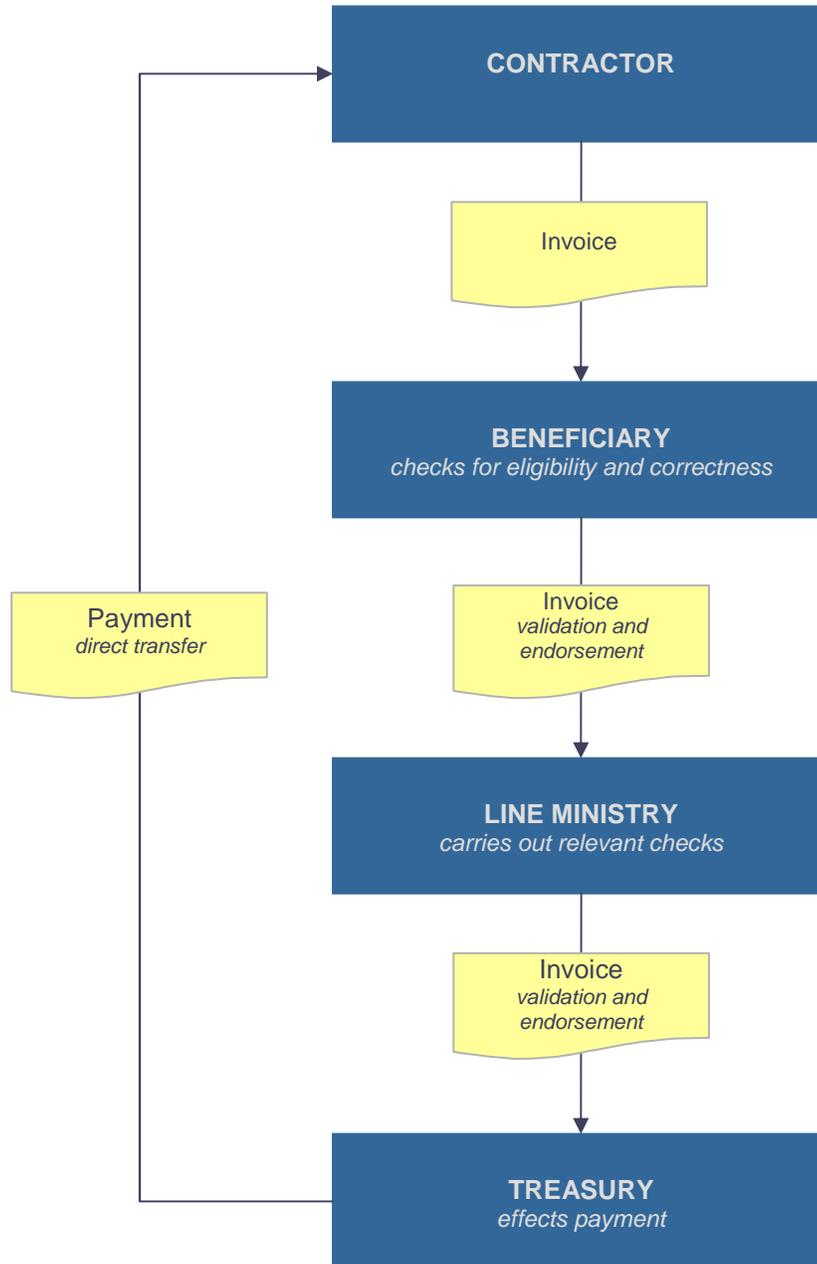 CONTRACTOR
Invoice
BENEFICIARY
checks for eligibility and correctness
Invoice
validation and
endorsement
Payment
direct transfer
LINE MINISTRY
carries out relevant checks
Invoice
validation and
endorsement
TREASURY
effects payment